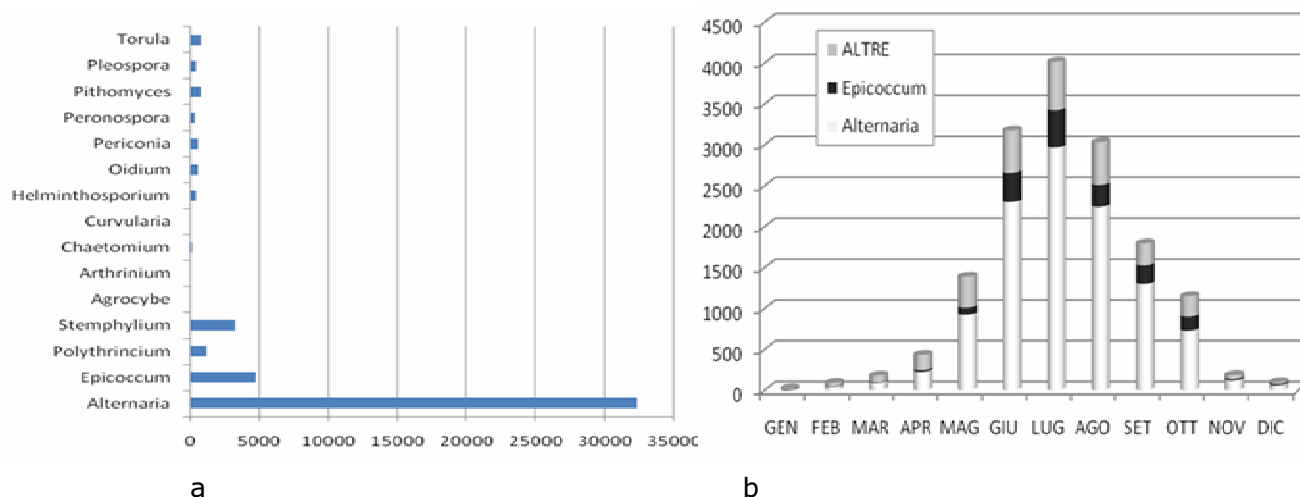 Torula
Pleospora
Pithomyces
Peronospora
Periconia
Oidium
Helminthosporium
Curvularia
Chaetomium
Arthrinium
Agrocybe
Stemphylium
Polythrincium
Epicoccum
Alternaria
0 5000 10000 15000 20000 25000 30000 35000
a
4500
4000
3500
3000
2500
2000
1500
1000
500
0
ALTRE
Epicoccum
Alternaria
GEN FEB MAR APR MAG GIU LUG AGO SET OTT NOV DIC
b